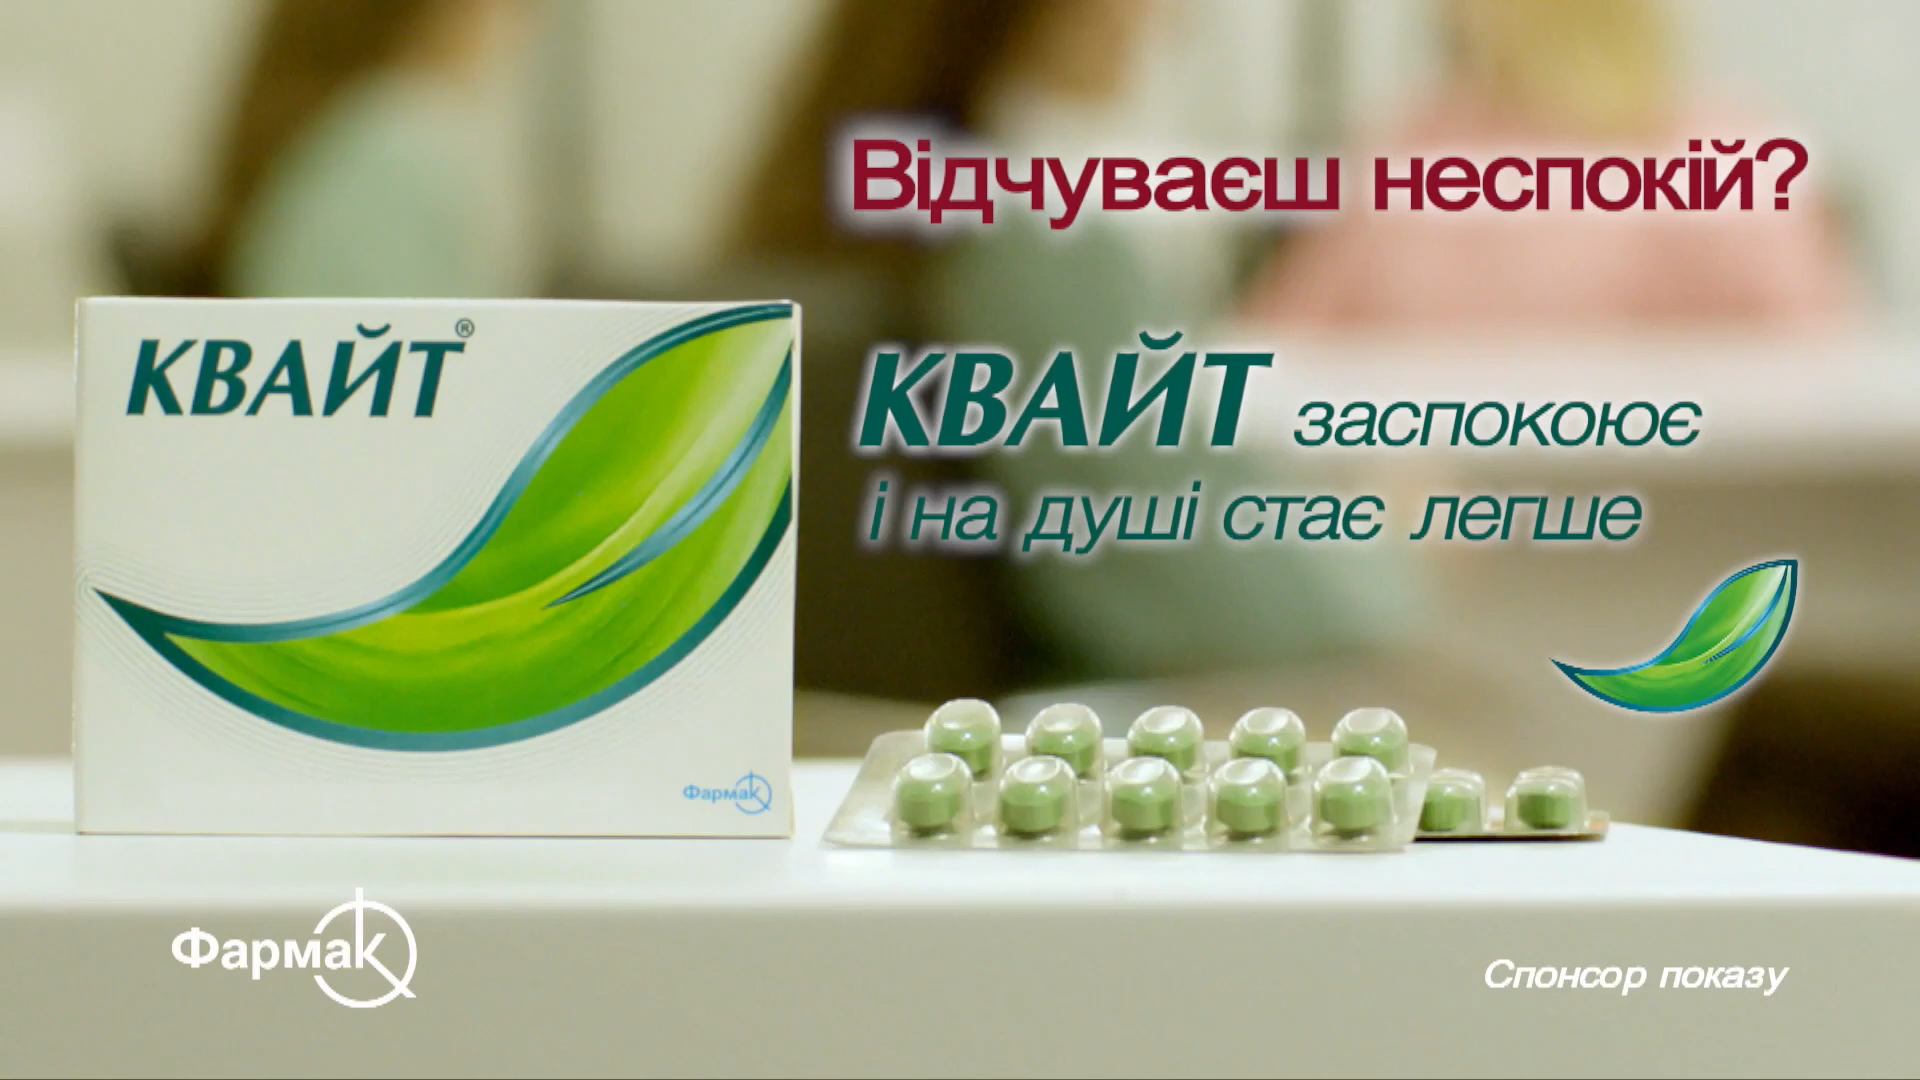 Відчуваєш неспокій?
КВАЙТ®
КВАЙТ заспокоює
і на душі стає легше
Фармак
Фармак
Спонсор показу